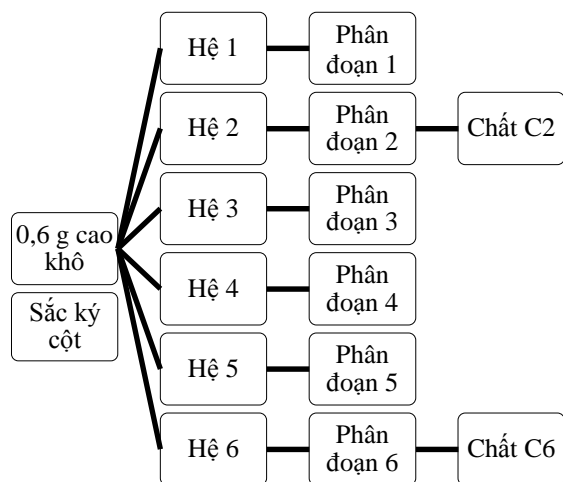 Hệ 1
Phân
đoạn 1
Hệ 2
Phân
đoạn 2
Chất C2
Hệ 3
Phân
đoạn 3
0,6 g cao
khô
Hệ 4
Phân
đoạn 4
Sắc ký
cột
Hệ 5
Phân
đoạn 5
Hệ 6
Phân
đoạn 6
Chất C6